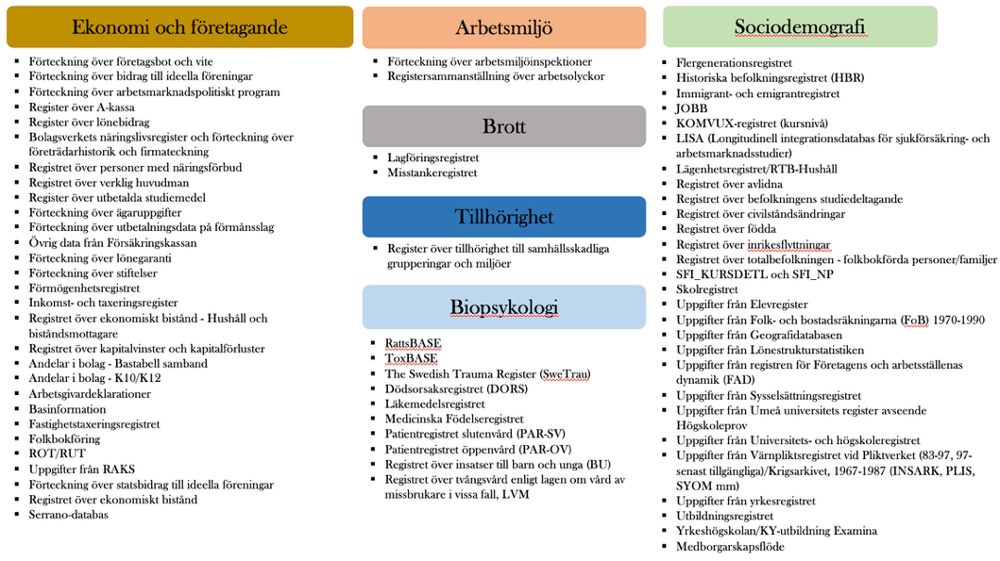 Ekonomi och företagande
▪ Förteckning över företagsbot och vite
▪ Förteckning över bidrag till ideella föreningar
▪ Förteckning över arbetsmarknadspolitiskt program
▪ Register över A-kassa
▪ Register över lönebidrag
▪ Bolagsverkets näringslivsregister och förteckning över
företrädarhistorik och firmateckning
▪ Registret över personer med näringsförbud
▪ Registret över verklig huvudman
▪ Register över utbetalda studiemedel
▪ Förteckning över ägaruppgifter
▪ Förteckning över utbetalningsdata på förmånsslag
▪ Övrig data från Försäkringskassan
▪ Förteckning över lönegaranti
▪ Förteckning över stiftelser
▪ Förmögenhetsregistret
▪ Inkomst- och taxeringsregister
▪ Registret över ekonomiskt bistånd - Hushåll och
biståndsmottagare
▪ Registret över kapitalvinster och kapitalförluster
▪ Andelar i bolag - Bastabell samband
▪ Andelar i bolag - K10/K12
▪ Arbetsgivardeklarationer
▪ Basinformation
▪ Fastighetstaxeringsregistret
▪ Folkbokföring
▪ ROT/RUT
▪ Uppgifter från RAKS
▪ Förteckning över statsbidrag till ideella föreningar
▪ Registret över ekonomiskt bistånd
▪ Serrano-databas
Arbetsmiljö
▪ Förteckning över arbetsmiljöinspektioner
▪ Registersammanställning över arbetsolyckor
Brott
▪ Lagföringsregistret
▪ Misstankeregistret
Tillhörighet
▪ Register över tillhörighet till samhällsskadliga
grupperingar och miljöer
Biopsykologi
▪ RattsBASE
▪ ToxBASE
▪ The Swedish Trauma Register (SweTrau)
▪ Dödsorsaksregistret (DORS)
▪ Läkemedelsregistret
▪ Medicinska Födelseregistret
▪ Patientregistret slutenvård (PAR-SV)
▪ Patientregistret öppenvård (PAR-OV)
▪ Registret över insatser till barn och unga (BU)
▪ Registret över tvångsvård enligt lagen om vård av
missbrukare i vissa fall, LVM
Sociodemografi
▪ Flergenerationsregistret
▪ Historiska befolkningsregistret (HBR)
▪ Immigrant- och emigrantregistret
▪ JOBB
▪ KOMVUX-registret (kursnivå)
▪ LISA (Longitudinell integrationsdatabas för sjukförsäkring- och
arbetsmarknadsstudier)
▪ Lägenhetsregistret/RTB-Hushåll
▪ Registret över avlidna
▪ Registret över befolkningens studiedeltagande
▪ Registret över civilståndsändringar
▪ Registret över födda
▪ Registret över inrikesflyttningar
▪ Registret över totalbefolkningen - folkbokförda personer/familjer
▪ SFI_KURSDETL och SFI_NP
▪ Skolregistret
▪ Uppgifter från Elevregister
▪ Uppgifter från Folk- och bostadsräkningarna (FoB) 1970-1990
▪ Uppgifter från Geografidatabasen
▪ Uppgifter från Lönestrukturstatistiken
▪ Uppgifter från registren för Företagens och arbetsställenas
dynamik (FAD)
▪ Uppgifter från Sysselsättningsregistret
▪ Uppgifter från Umeå universitets register avseende
Högskoleprov
▪ Uppgifter från Universitets- och högskoleregistret
▪ Uppgifter från Värnpliktsregistret vid Pliktverket (83-97, 97-
senast tillgängliga)/Krigsarkivet, 1967-1987 (INSARK, PLIS,
SYOM mm)
▪ Uppgifter från yrkesregistret
▪ Utbildningsregistret
▪ Yrkeshögskolan/KY-utbildning Examina
▪ Medborgarskapsflöde